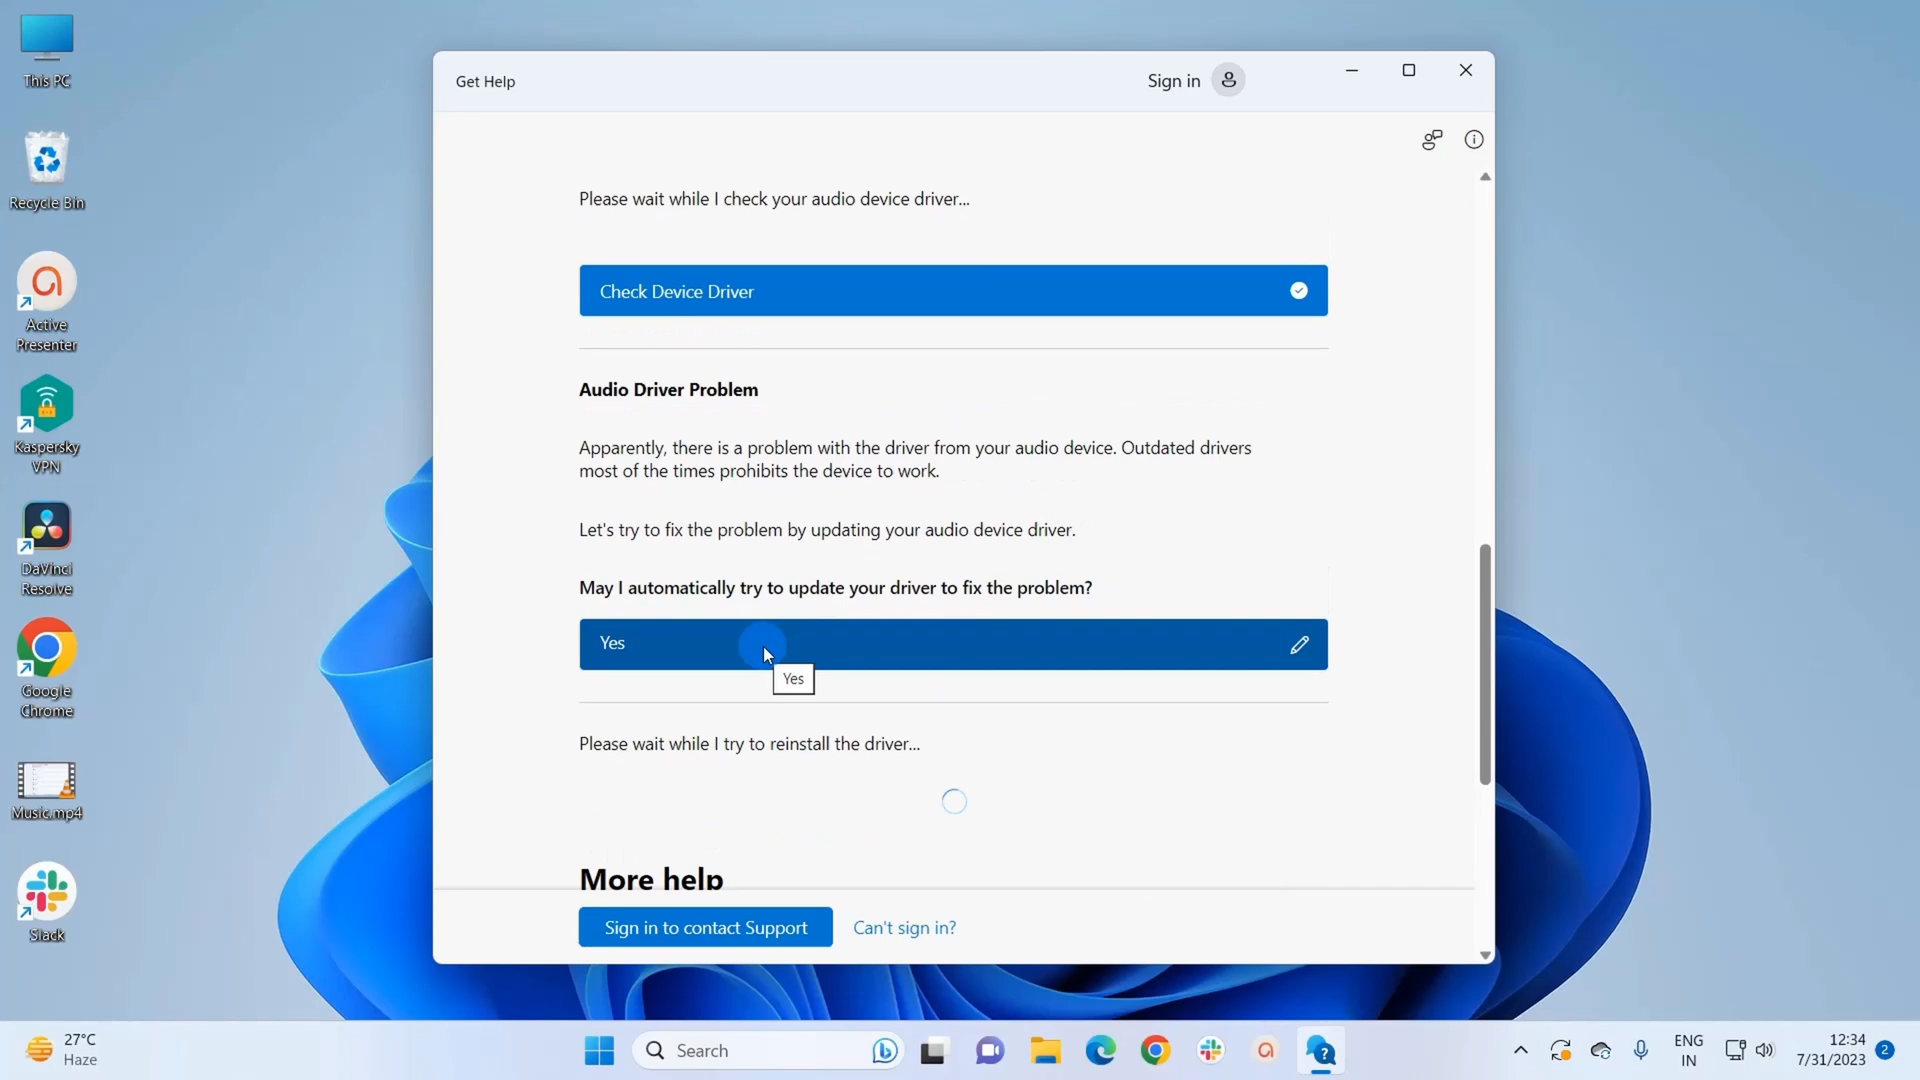 This PC
Recycle Bin
Active
Presenter
Kaspersky
VPN
DaVinci
Resolve
Google
Chrome
Music.mp4
Slack
Get Help
Sign in
Please wait while I check your audio device driver...
Check Device Driver
Audio Driver Problem
Apparently, there is a problem with the driver from your audio device. Outdated drivers
most of the times prohibits the device to work.
Let's try to fix the problem by updating your audio device driver.
May I automatically try to update your driver to fix the problem?
Yes
Yes
Please wait while I try to reinstall the driver...
More help
Sign in to contact Support
Can't sign in?
27°C
Haze
Search
ENG
IN
12:34
7/31/2023
2